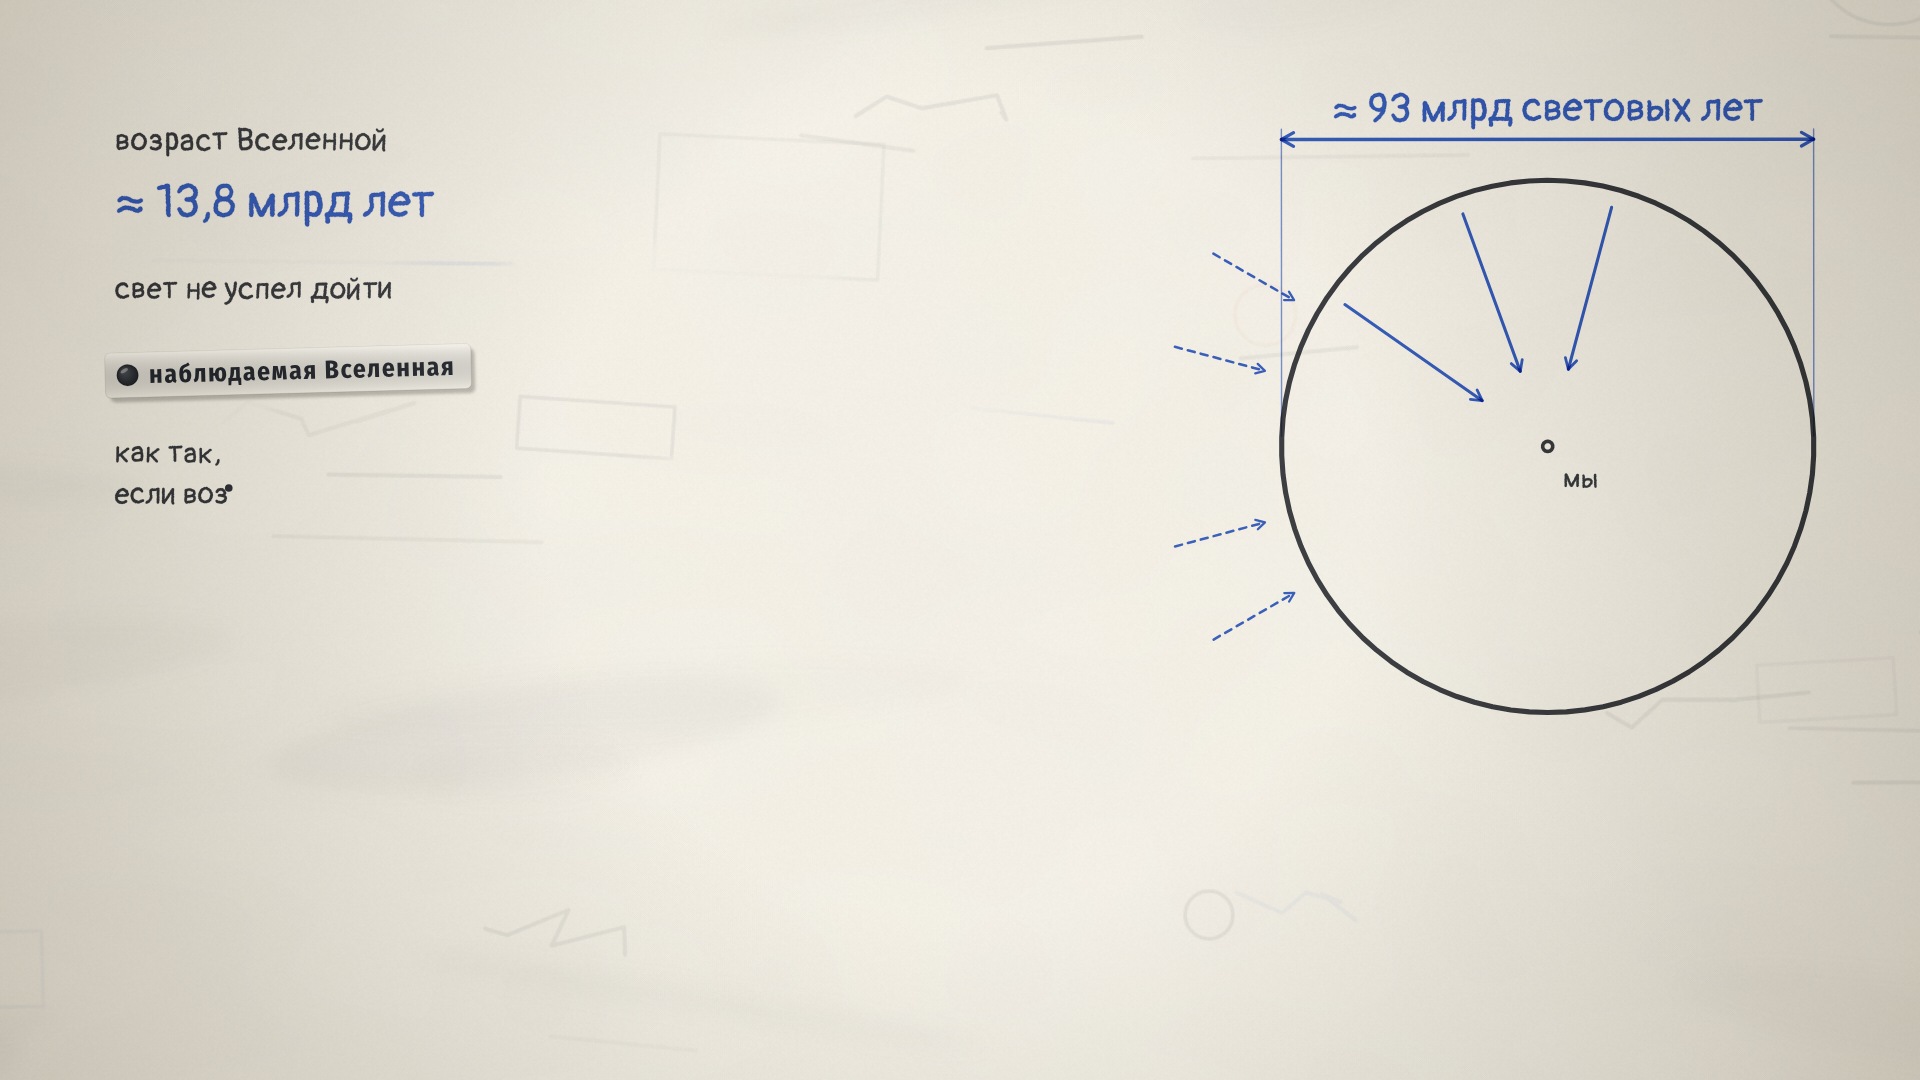 возраст Вселенной
≈ 13,8 млрд лет
свет не успел дойти
наблюдаемая Вселенная
как так,
если воз
≈ 93 млрд световых лет
мы